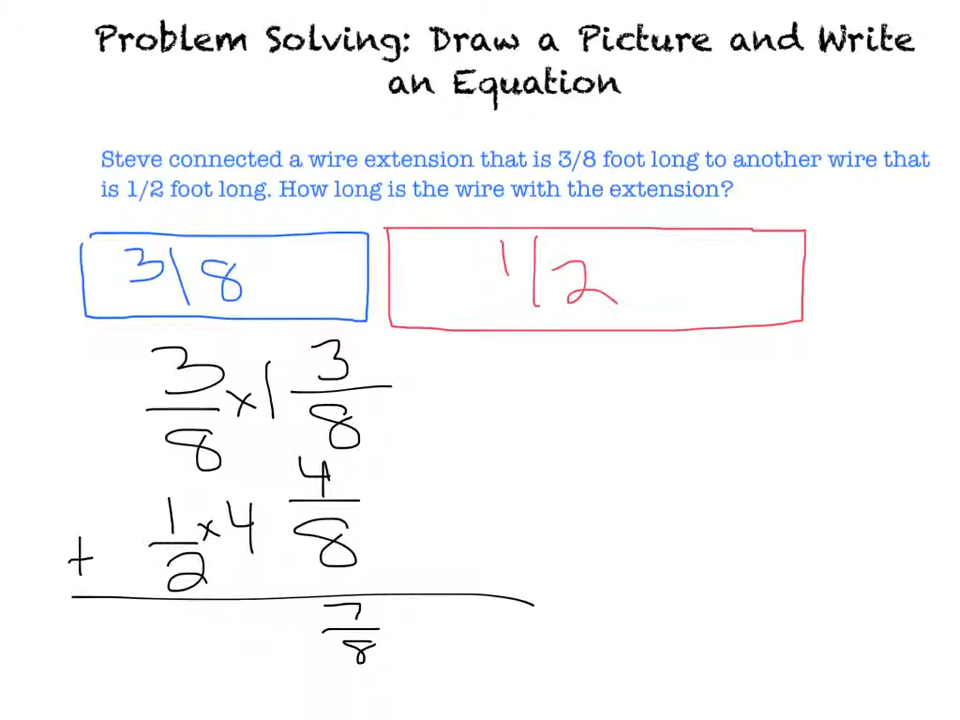 Problem Solving: Draw a Picture and Write
an Equation
Steve connected a wire extension that is 3/8 foot long to another wire that
is 1/2 foot long. How long is the wire with the extension?
3\8 1/2
3/8 x1 3/8
+ 1/2 x4 4/8
7/8